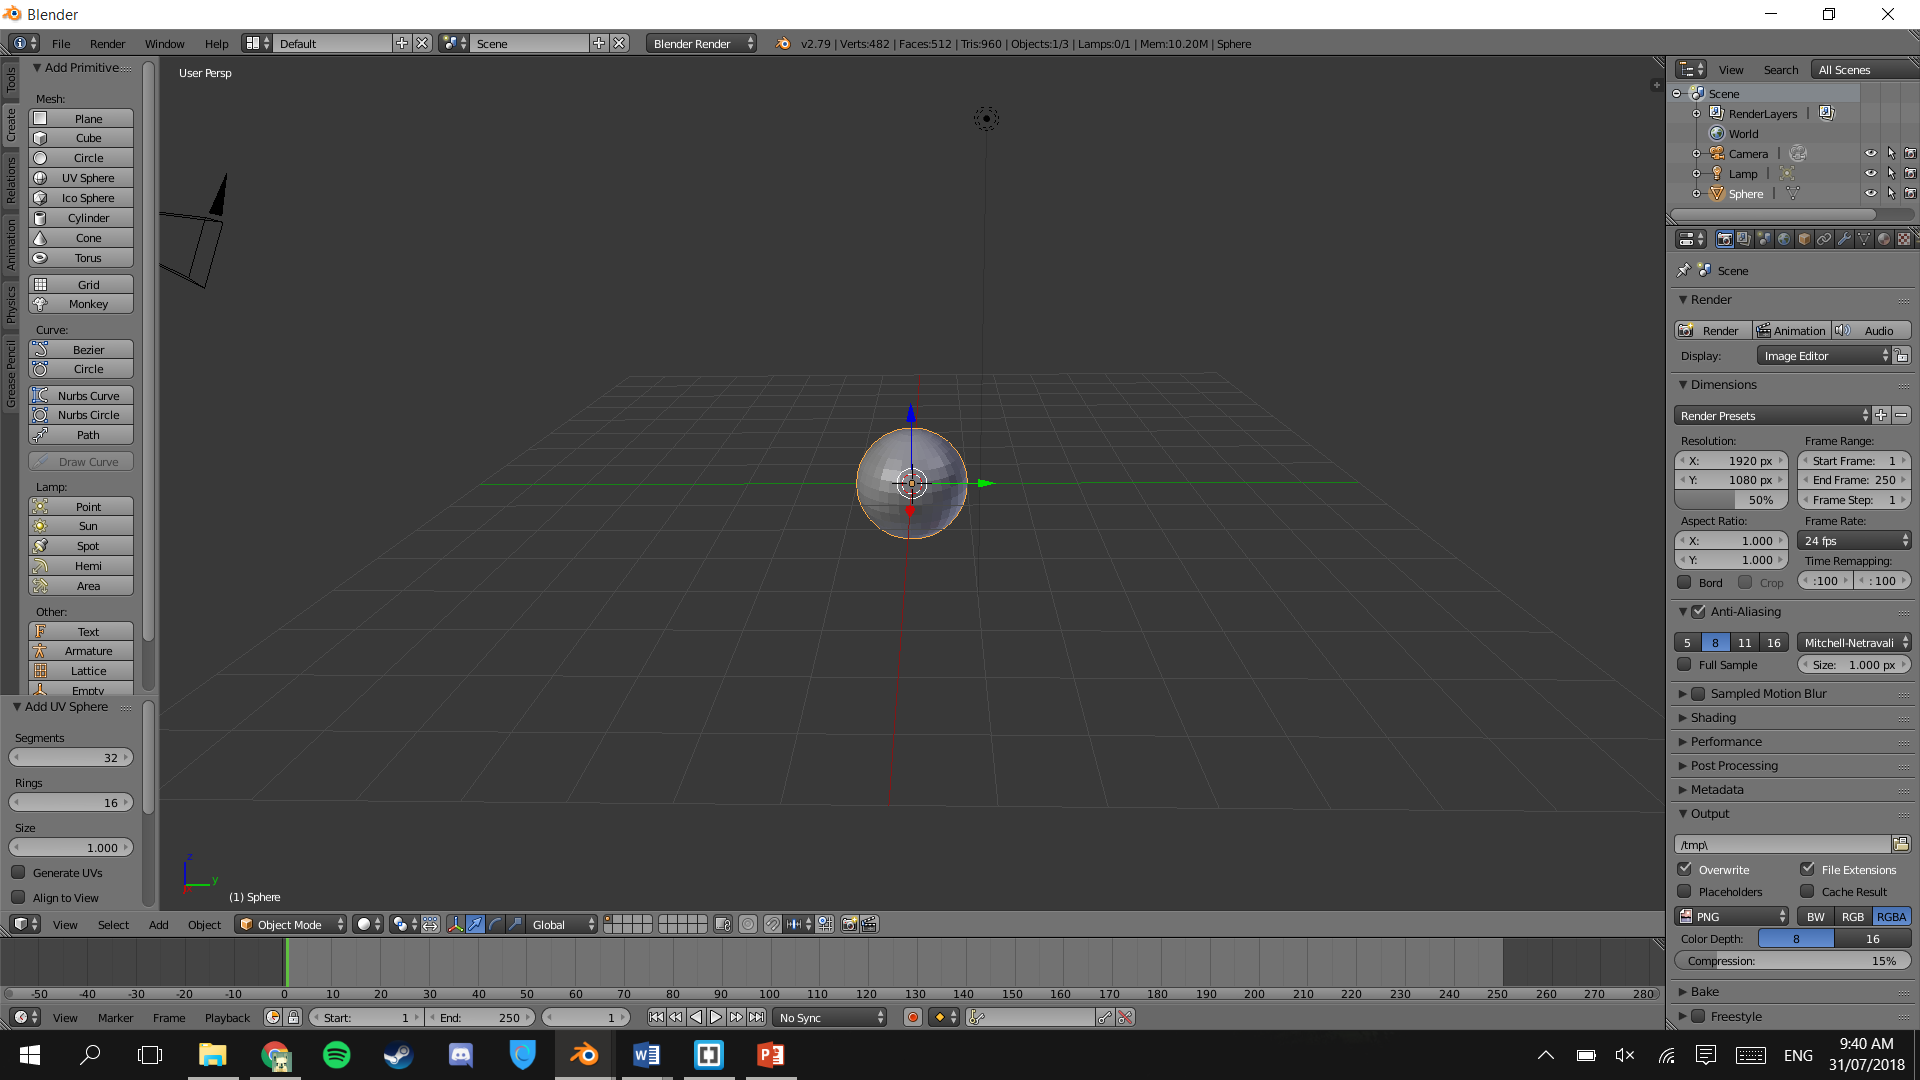 Blender
File Render Window Help Default Scene Blender Render v2.79 | Verts:482 | Faces:512 | Tris:960 | Objects:1/3 | Lamps:0/1 | Mem:10.20M | Sphere
Tools
Create
Relations
Animation
Physics
Grease Pencil
Add Primitive
Mesh:
Plane
Cube
Circle
UV Sphere
Ico Sphere
Cylinder
Cone
Torus
Grid
Monkey
Curve:
Bezier
Circle
Nurbs Curve
Nurbs Circle
Path
Draw Curve
Lamp:
Point
Sun
Spot
Hemi
Area
Other:
Text
Armature
Lattice
Empty
Add UV Sphere
Segments
32
Rings
16
Size
1.000
Generate UVs
Align to View
User Persp
z
y
(1) Sphere
View Select Add Object Object Mode Global
View Search All Scenes
Scene
RenderLayers |
World
Camera |
Lamp |
Sphere |
Scene
Render
Render Animation Audio
Display: Image Editor
Dimensions
Render Presets
Resolution: Frame Range:
X: 1920 px Start Frame: 1
Y: 1080 px End Frame: 250
50% Frame Step: 1
Aspect Ratio: Frame Rate:
X: 1.000 24 fps
Y: 1.000 Time Remapping:
Bord Crop :100 : 100
Anti-Aliasing
5 8 11 16 Mitchell-Netravali
Full Sample Size: 1.000 px
Sampled Motion Blur
Shading
Performance
Post Processing
Metadata
Output
/tmp\
Overwrite File Extensions
Placeholders Cache Result
PNG BW RGB RGBA
Color Depth: 8 16
Compression: 15%
Bake
Freestyle
-50 -40 -30 -20 -10 0 10 20 30 40 50 60 70 80 90 100 110 120 130 140 150 160 170 180 190 200 210 220 230 240 250 260 270 280
View Marker Frame Playback Start: 1 End: 250 1 No Sync
ENG
9:40 AM
31/07/2018